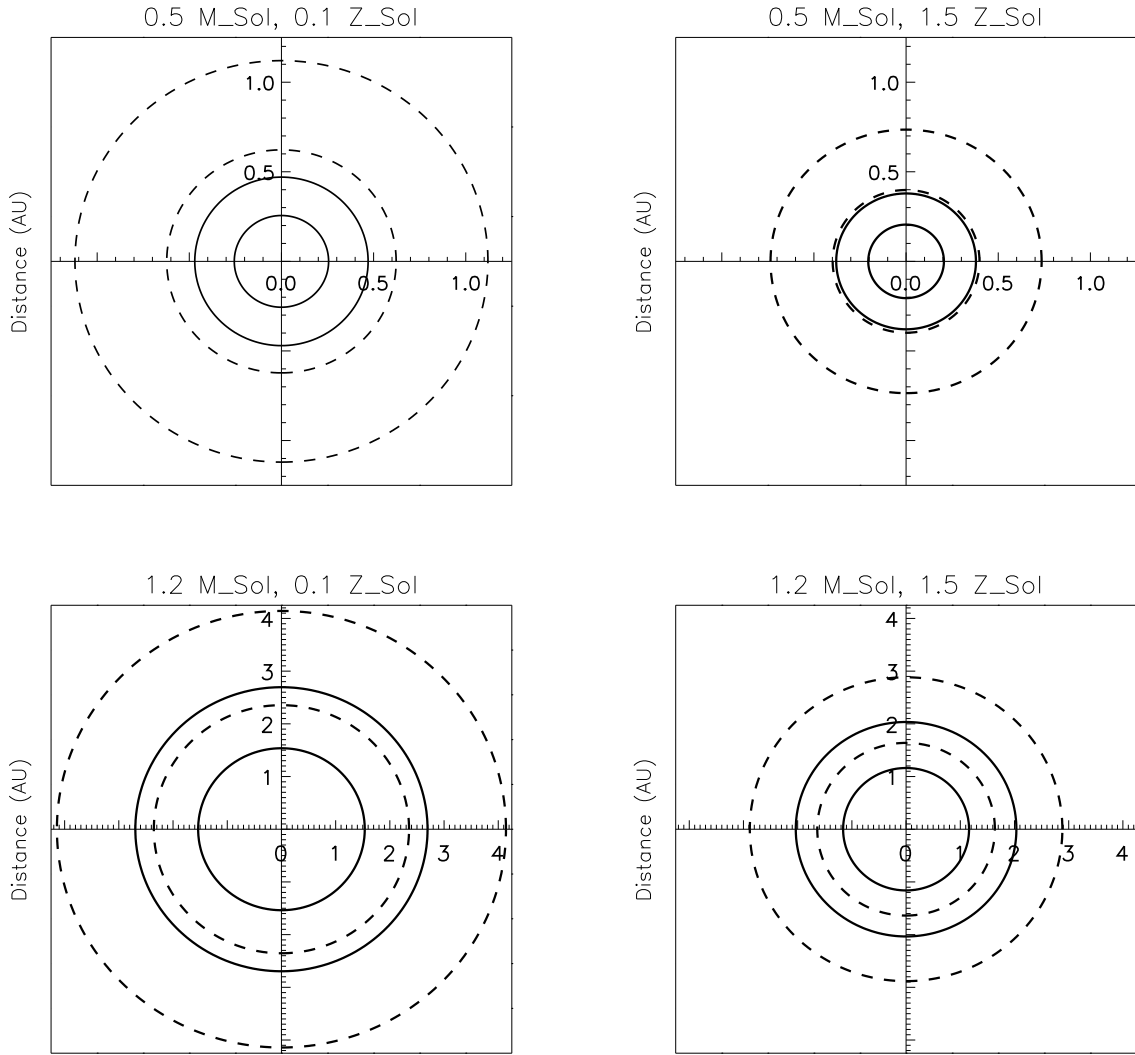 0.5 M_Sol, 0.1 Z_Sol
1.0
0.5
0.0 0.5 1.0
Distance (AU)
0.5 M_Sol, 1.5 Z_Sol
1.0
0.5
0.0 0.5 1.0
Distance (AU)
1.2 M_Sol, 0.1 Z_Sol
4
3
2
1
0 1 2 3 4
Distance (AU)
1.2 M_Sol, 1.5 Z_Sol
4
3
2
1
0 1 2 3 4
Distance (AU)